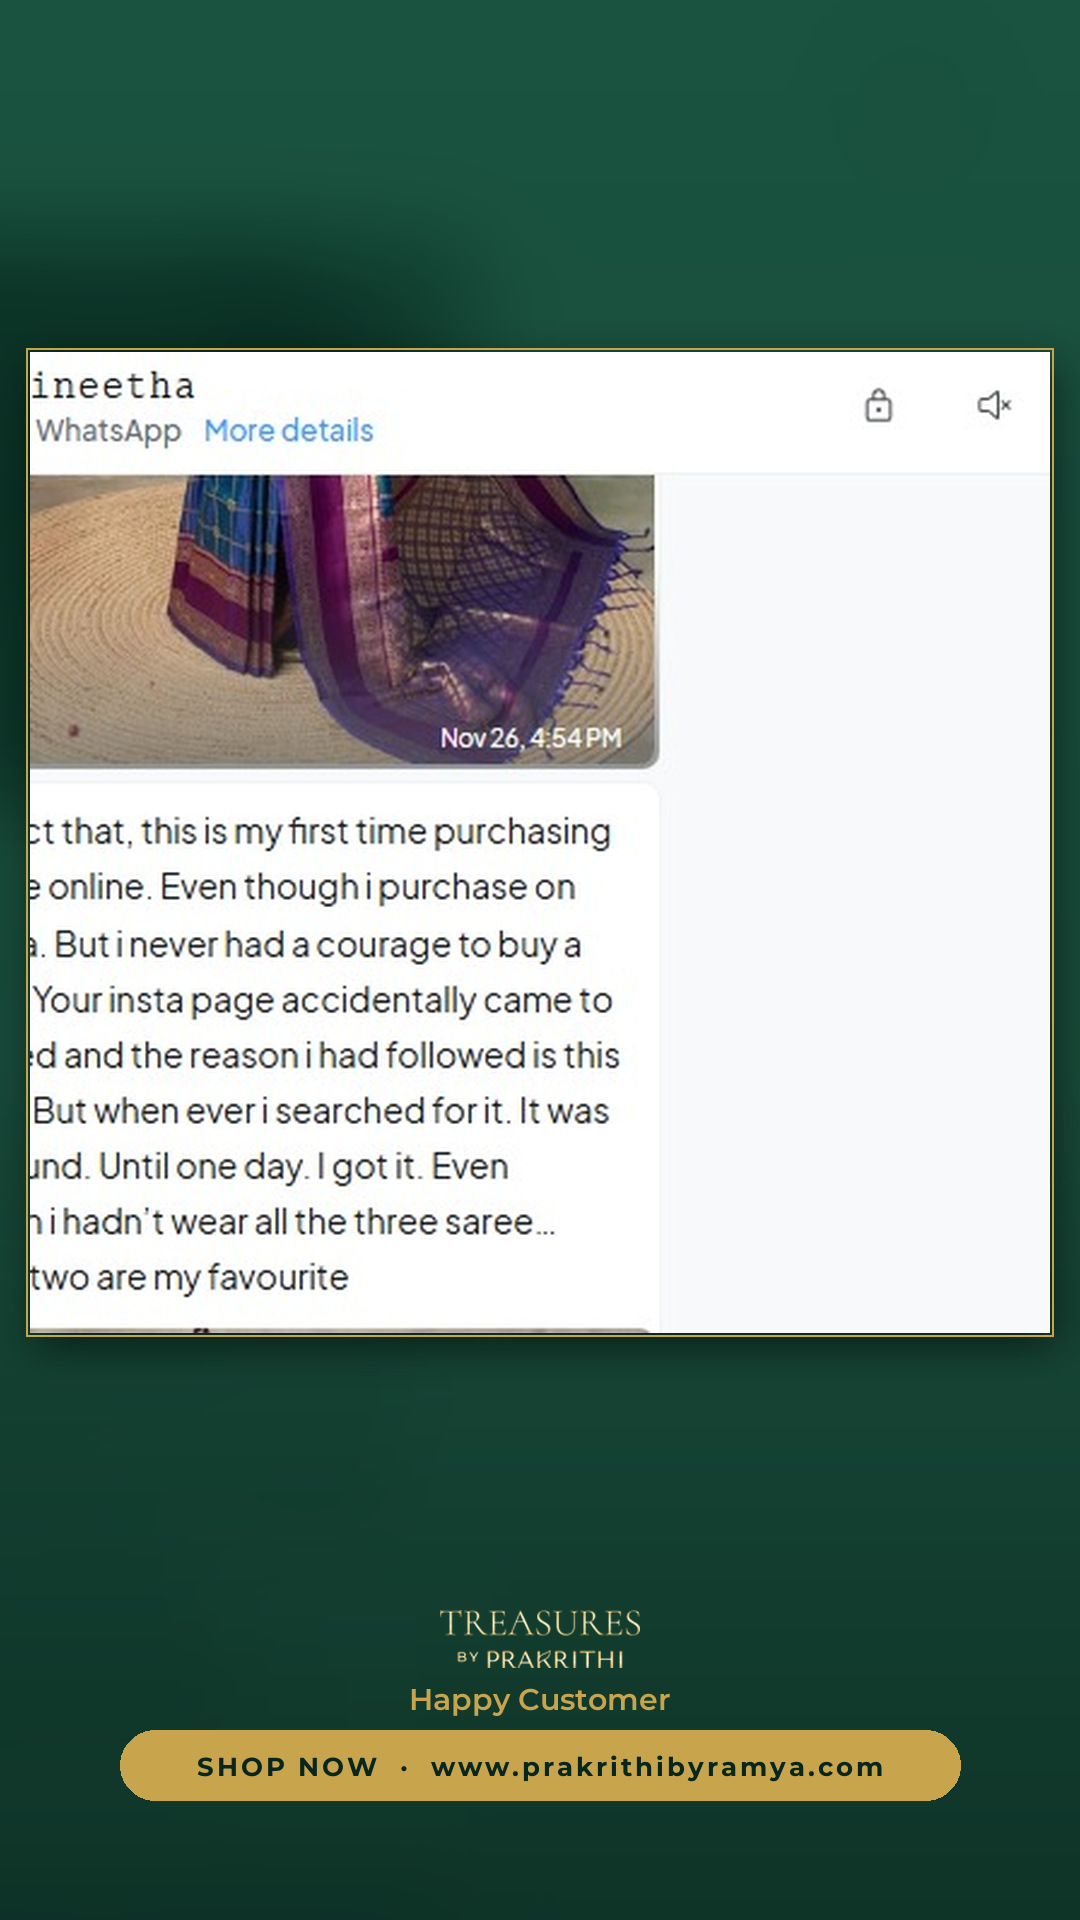 ineetha
WhatsApp More details
Nov 26, 4:54 PM
ct that, this is my first time purchasing
e online. Even though i purchase on
a. But i never had a courage to buy a
Your insta page accidentally came to
ed and the reason i had followed is this
But when ever i searched for it. It was
und. Until one day. I got it. Even
n i hadn't wear all the three saree...
two are my favourite
TREASURES
BY PRAKRITHI
Happy Customer
SHOP NOW · www.prakrithibyramya.com